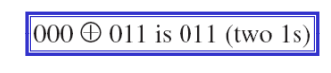 000 ⊕ 011 is 011 (two 1s)